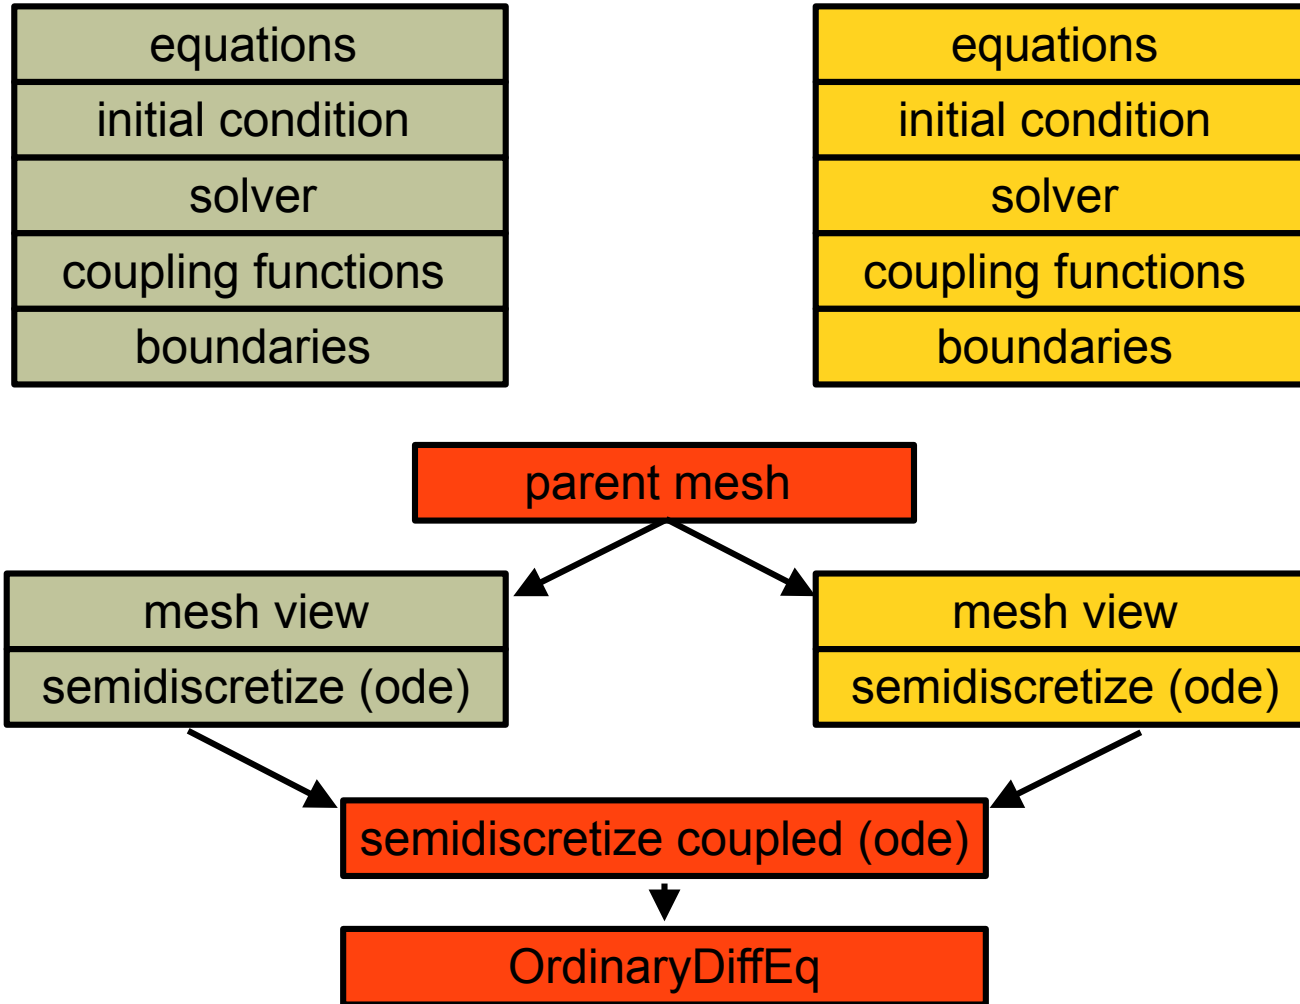 equations
initial condition
solver
coupling functions
boundaries
equations
initial condition
solver
coupling functions
boundaries
parent mesh
mesh view
semidiscretize (ode)
mesh view
semidiscretize (ode)
semidiscretize coupled (ode)
OrdinaryDiffEq